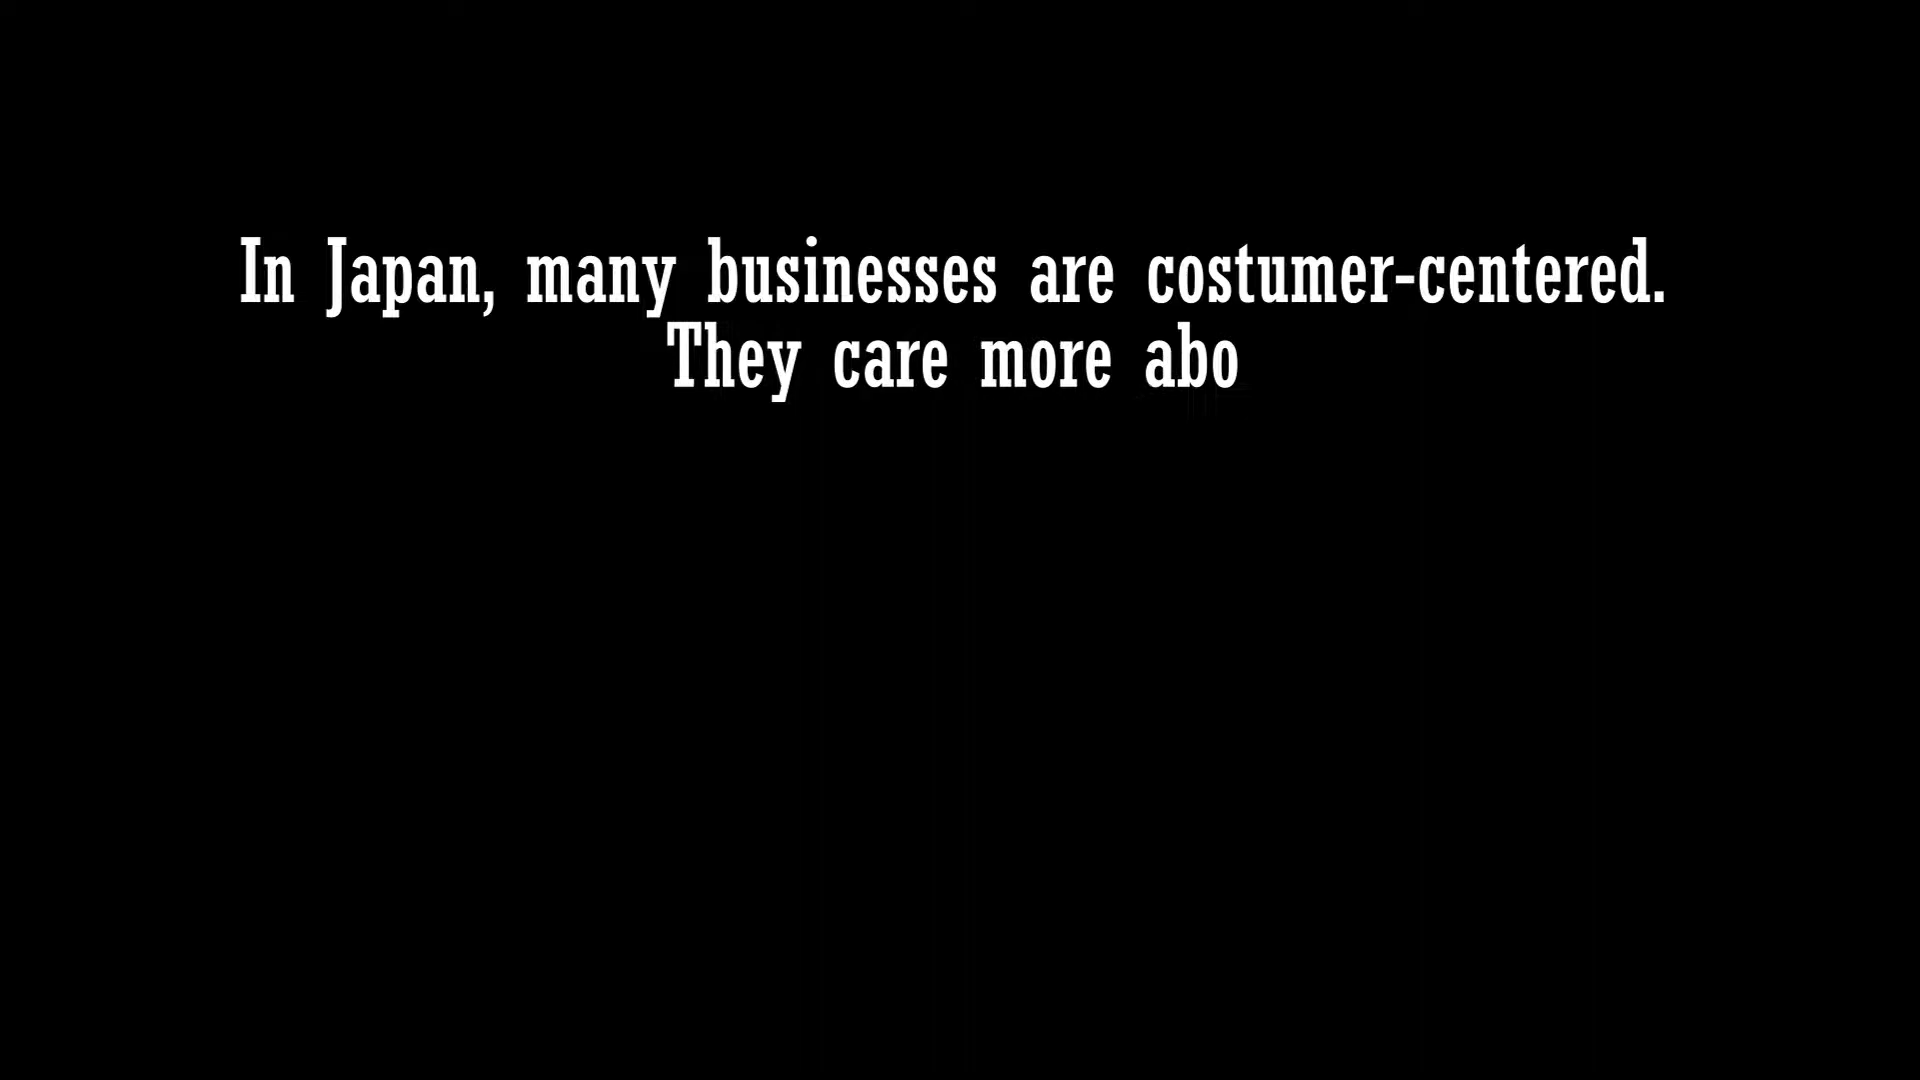 In Japan, many businesses are costumer-centered.
They care more abo